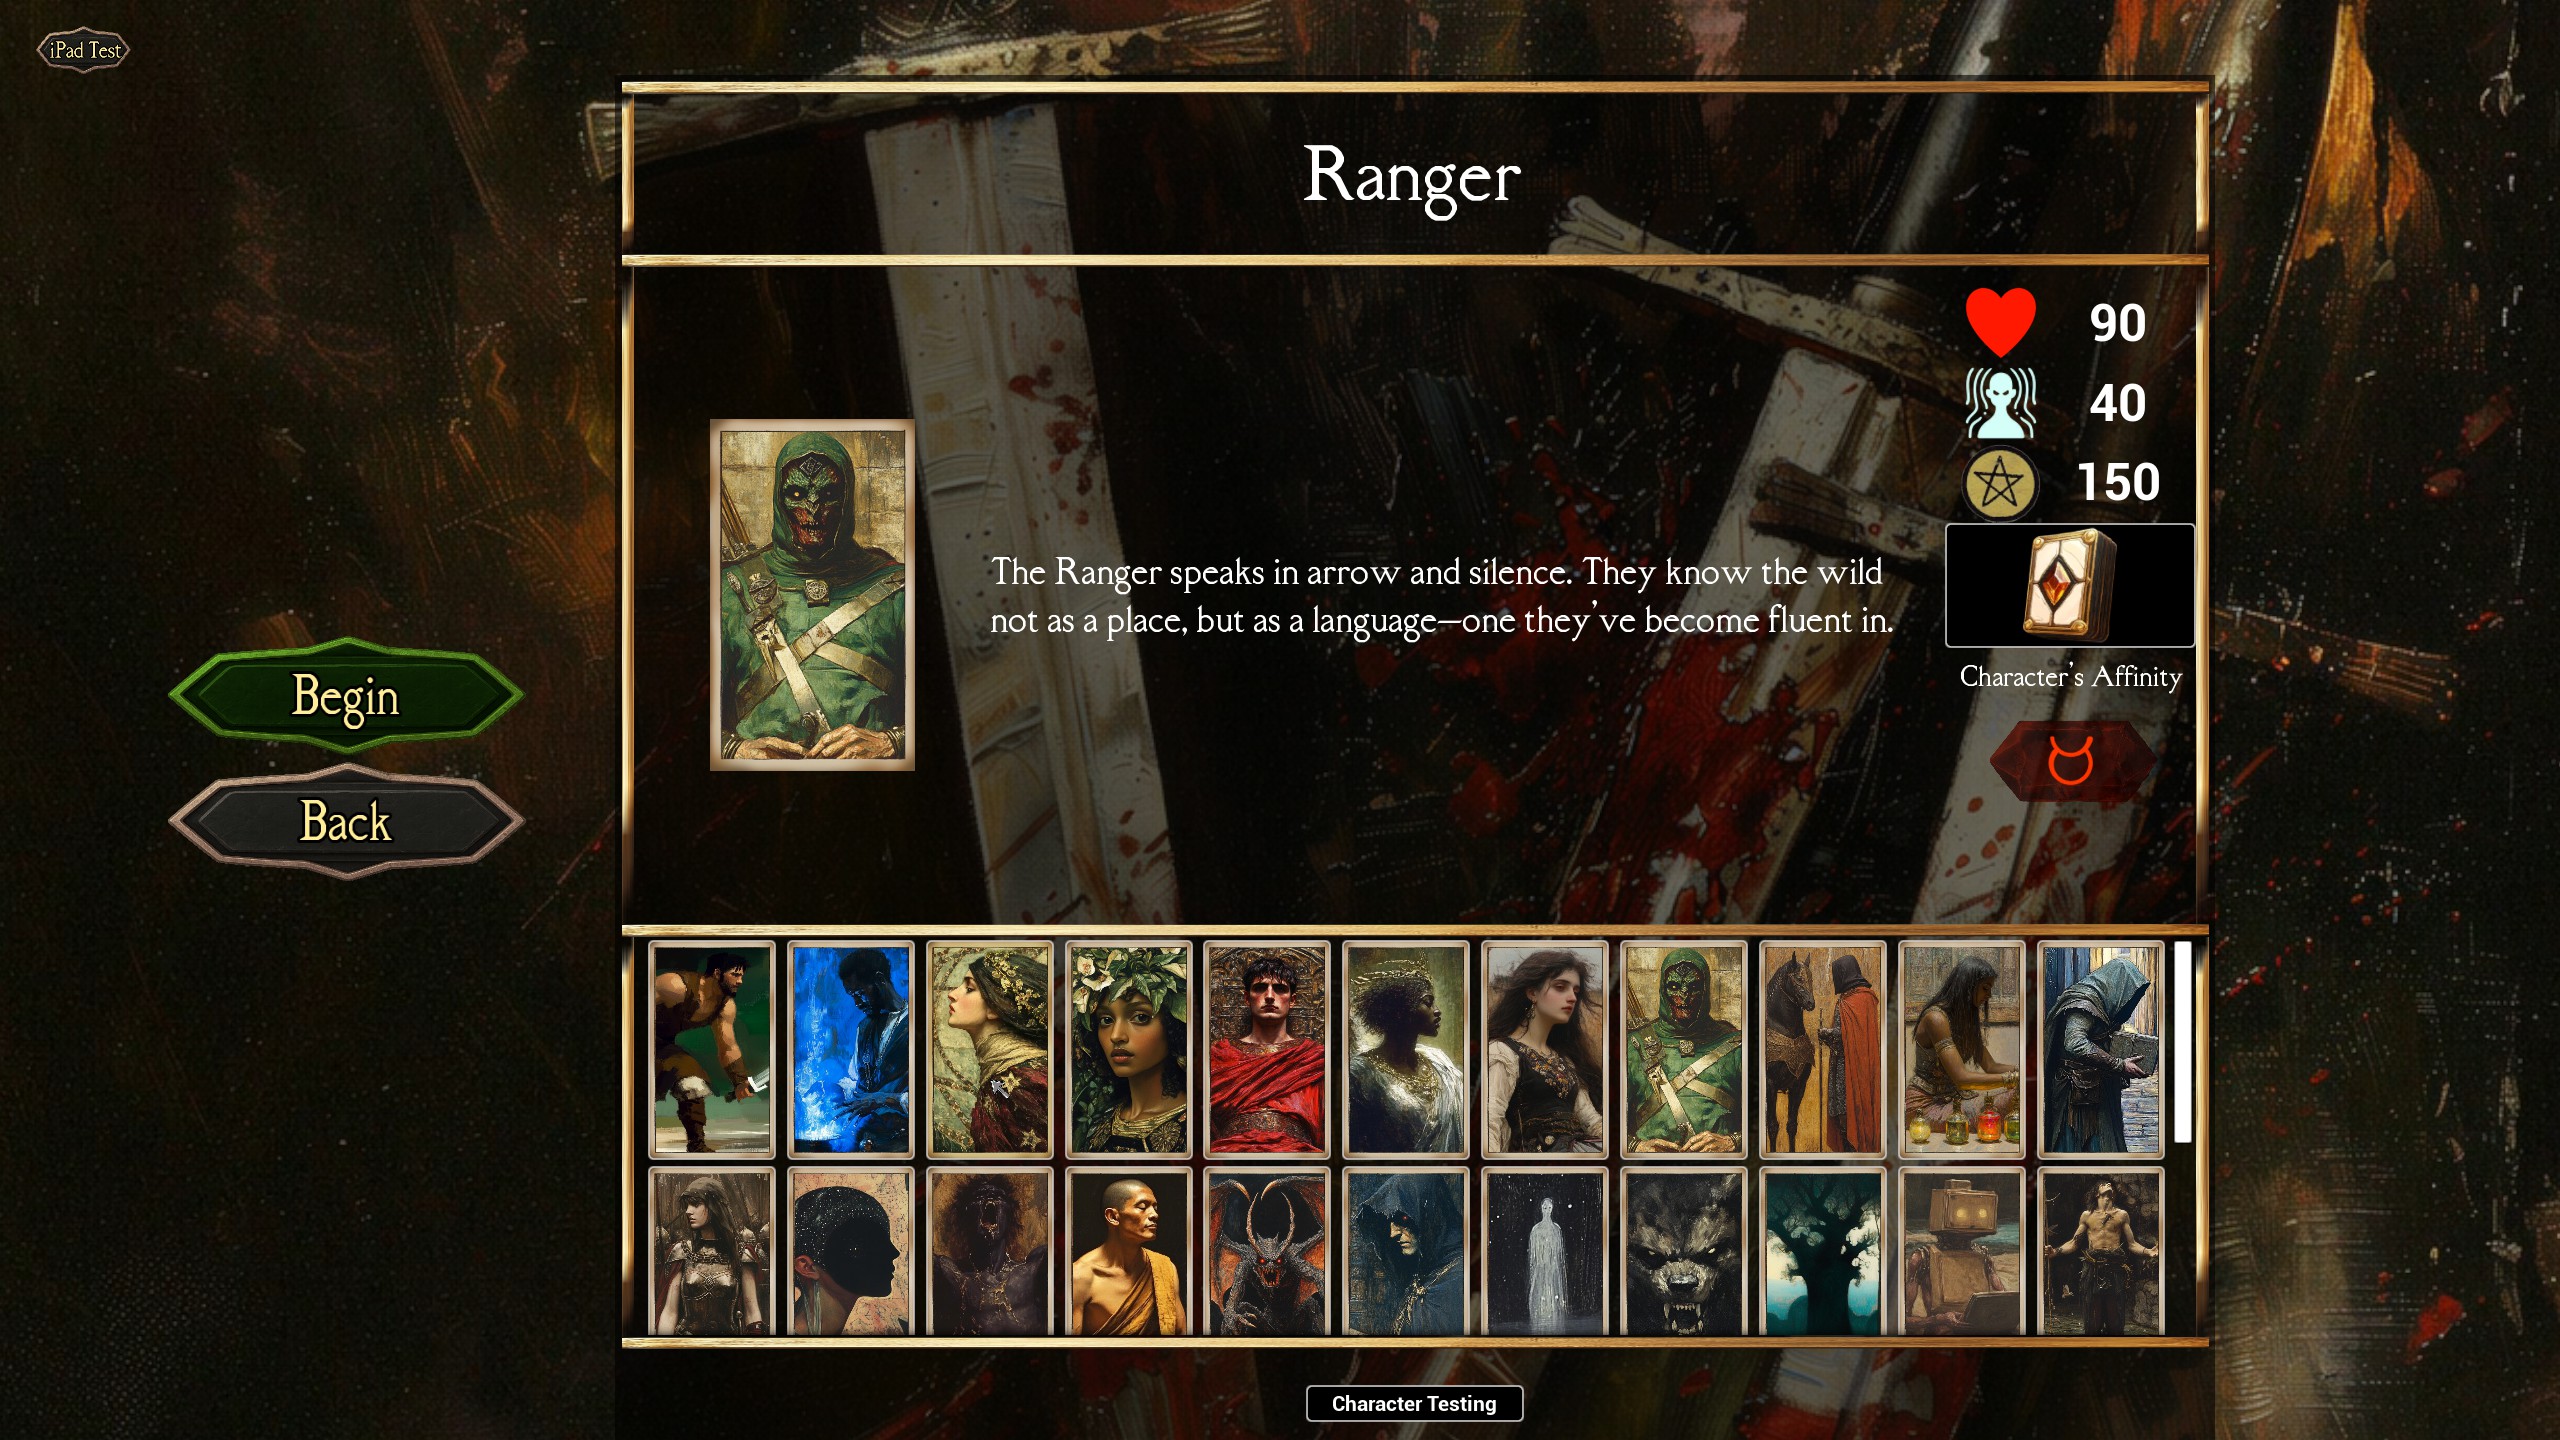 iPad Test
Ranger
90
40
150
The Ranger speaks in arrow and silence. They know the wild
not as a place, but as a language—one they've become fluent in.
Character's Affinity
Begin
Back
Character Testing